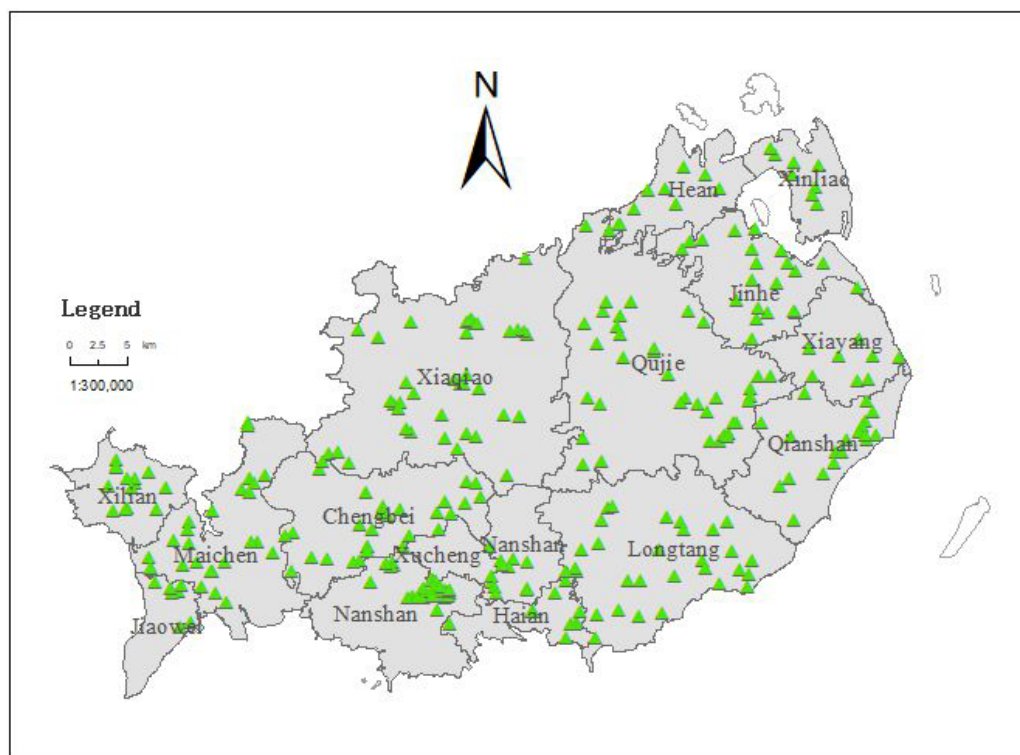 N
Hean
Xinliao
Legend
Jinhe
0 2.5 5 km
Xiayang
1:300,000
Qujie
Xiaqiao
Qianshan
Xilian
Chengbei
Maichen
Xucheng
Nanshan
Longtang
Nanshan
Haian
Jiaowei